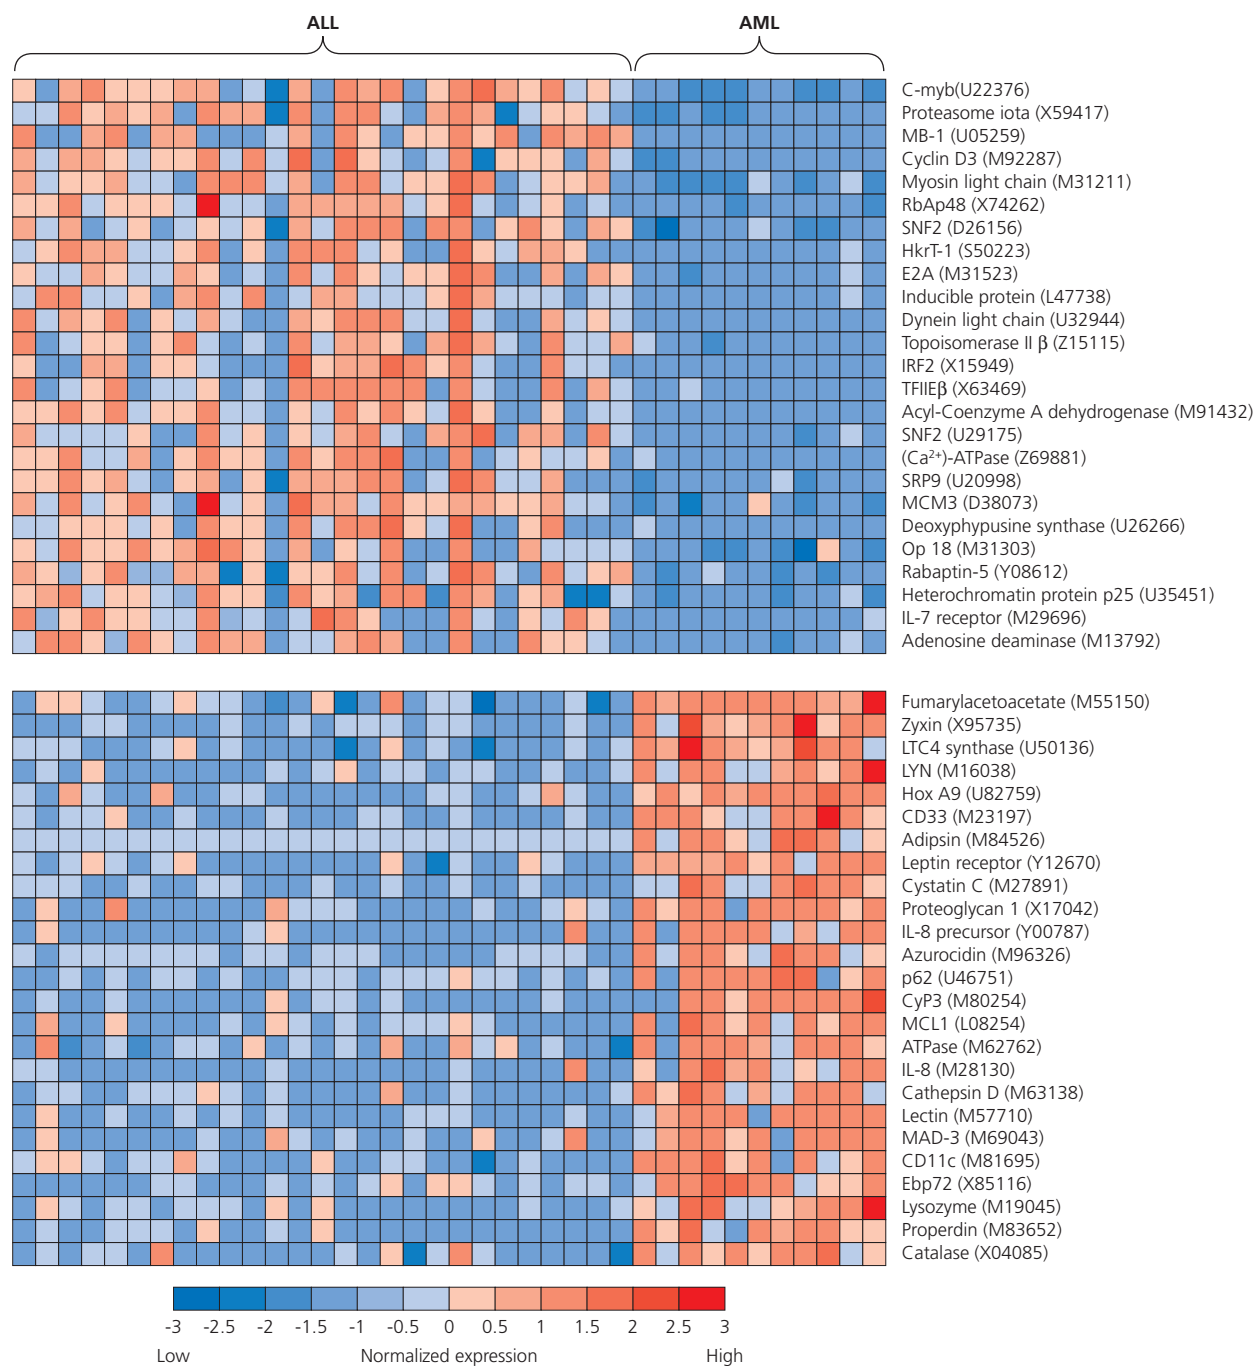 ALL
AML
C-myb(U22376)
Proteasome iota (X59417)
MB-1 (U05259)
Cyclin D3 (M92287)
Myosin light chain (M31211)
RbAp48 (X74262)
SNF2 (D26156)
HkrT-1 (S50223)
E2A (M31523)
Inducible protein (L47738)
Dynein light chain (U32944)
Topoisomerase II β (Z15115)
IRF2 (X15949)
TFIIEβ (X63469)
Acyl-Coenzyme A dehydrogenase (M91432)
SNF2 (U29175)
(Ca²⁺)-ATPase (Z69881)
SRP9 (U20998)
MCM3 (D38073)
Deoxyphypusine synthase (U26266)
Op 18 (M31303)
Rabaptin-5 (Y08612)
Heterochromatin protein p25 (U35451)
IL-7 receptor (M29696)
Adenosine deaminase (M13792)
Fumarylacetoacetate (M55150)
Zyxin (X95735)
LTC4 synthase (U50136)
LYN (M16038)
Hox A9 (U82759)
CD33 (M23197)
Adipsin (M84526)
Leptin receptor (Y12670)
Cystatin C (M27891)
Proteoglycan 1 (X17042)
IL-8 precursor (Y00787)
Azurocidin (M96326)
p62 (U46751)
CyP3 (M80254)
MCL1 (L08254)
ATPase (M62762)
IL-8 (M28130)
Cathepsin D (M63138)
Lectin (M57710)
MAD-3 (M69043)
CD11c (M81695)
Ebp72 (X85116)
Lysozyme (M19045)
Properdin (M83652)
Catalase (X04085)
-3 -2.5 -2 -1.5 -1 -0.5 0 0.5 1 1.5 2 2.5 3
Low Normalized expression High